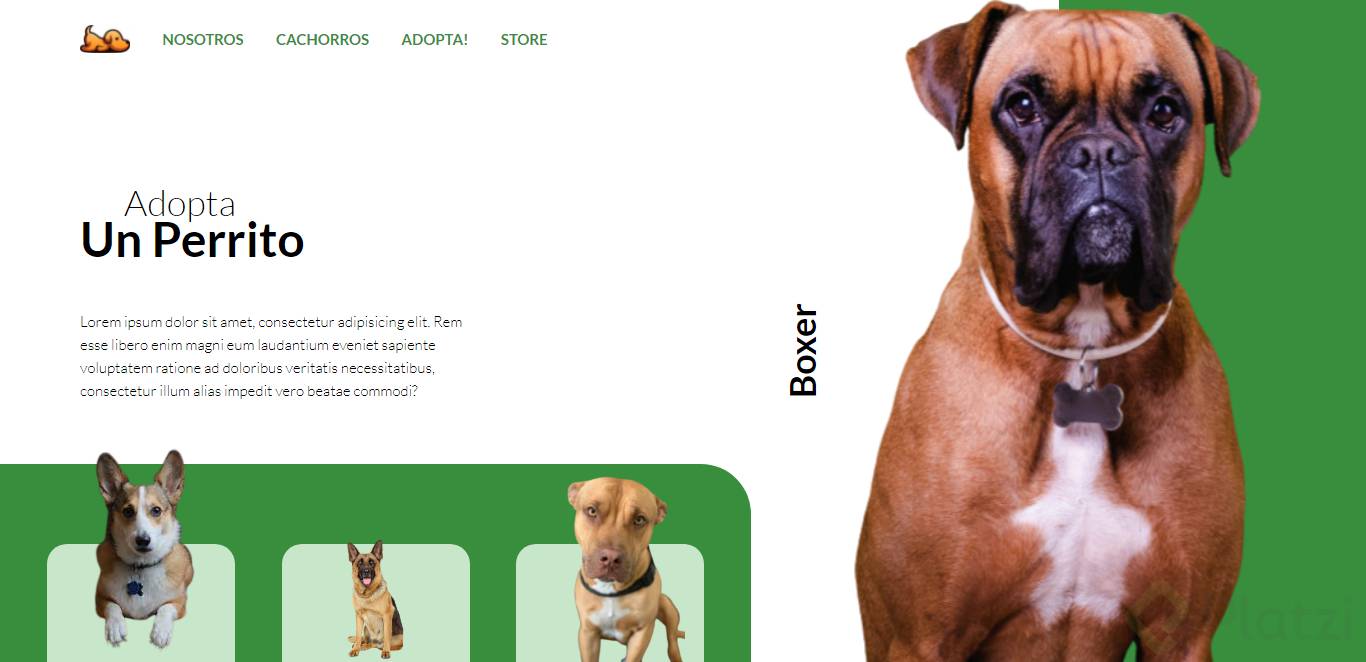 NOSOTROS CACHORROS ADOPTA! STORE
Adopta
Un Perrito
Lorem ipsum dolor sit amet, consectetur adipisicing elit. Rem
esse libero enim magni eum laudantium eveniet sapiente
voluptatem ratione ad doloribus veritatis necessitatibus,
consectetur illum alias impedit vero beatae commodi?
Boxer
Platzi